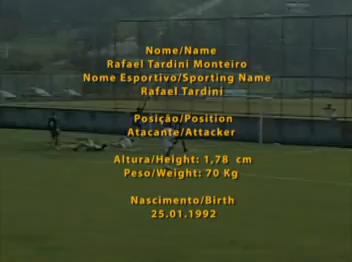 Nome/Name
Rafael Tardini Monteiro
Nome Esportivo/Sporting Name
Rafael Tardini
Posição/Position
Atacante/Attacker
Altura/Height: 1,78 cm
Peso/Weight: 70 Kg
Nascimento/Birth
25.01.1992